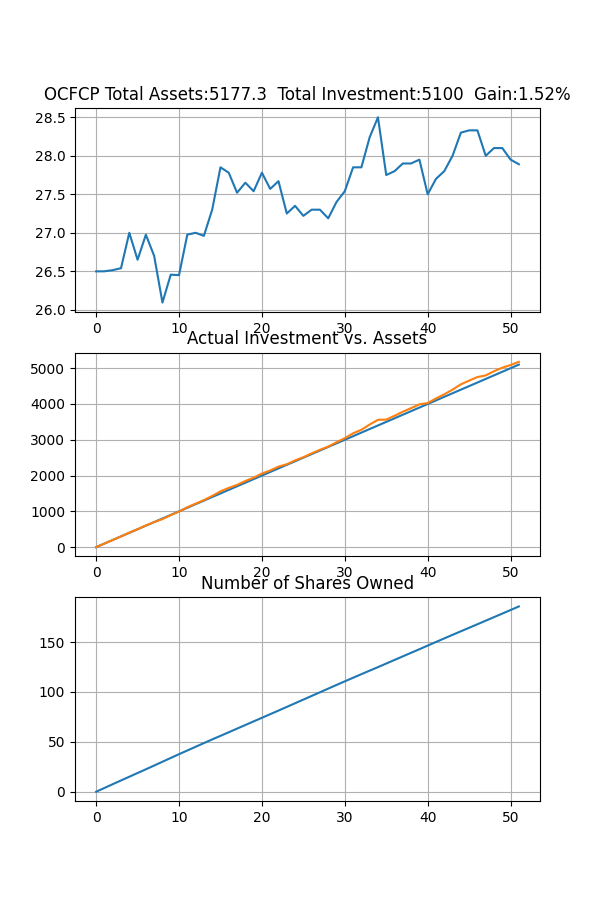 OCFCP Total Assets:5177.3  Total Investment:5100  Gain:1.52%
28.5
28.0
27.5
27.0
26.5
26.0
0 10 20 30 40 50
Actual Investment vs. Assets
5000
4000
3000
2000
1000
0
0 10 20 30 40 50
Number of Shares Owned
150
100
50
0
0 10 20 30 40 50